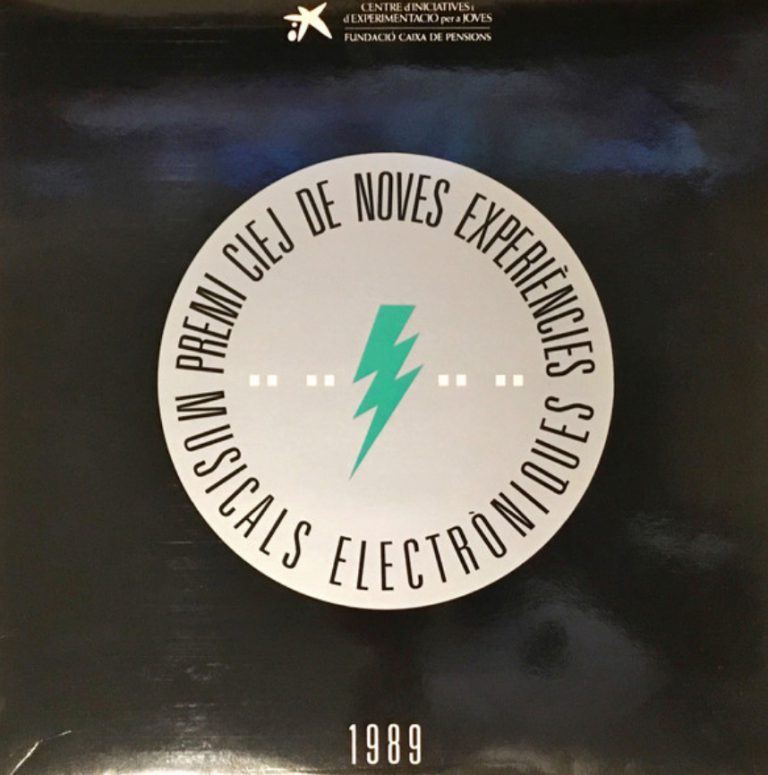 CENTRE d'INICIATIVES i
d'EXPERIMENTACIÓ per a JOVES
FUNDACIÓ CAIXA DE PENSIONS
PREMI CIEJ DE NOVES EXPERIÈNCIES
MUSICALS ELECTRÒNIQUES
1989